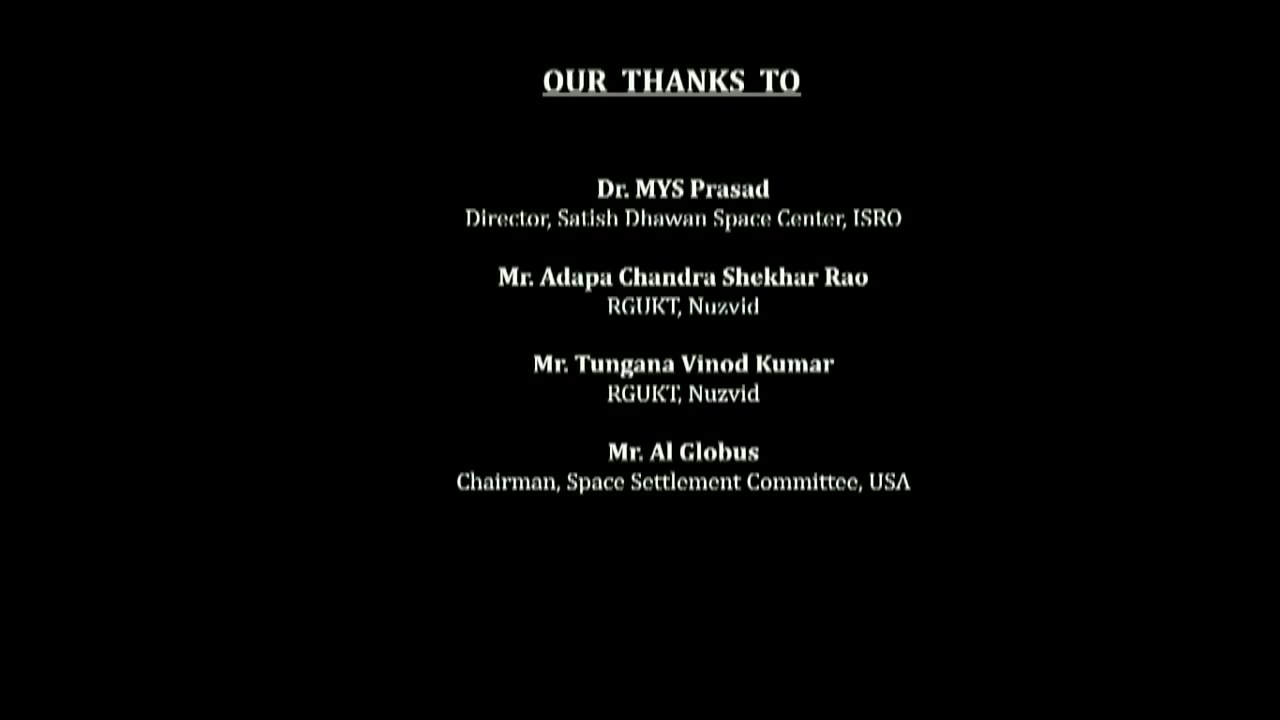 OUR THANKS TO
Dr. MYS Prasad
Director, Satish Dhawan Space Center, ISRO
Mr. Adapa Chandra Shekhar Rao
RGUKT, Nuzvid
Mr. Tungana Vinod Kumar
RGUKT, Nuzvid
Mr. Al Globus
Chairman, Space Settlement Committee, USA